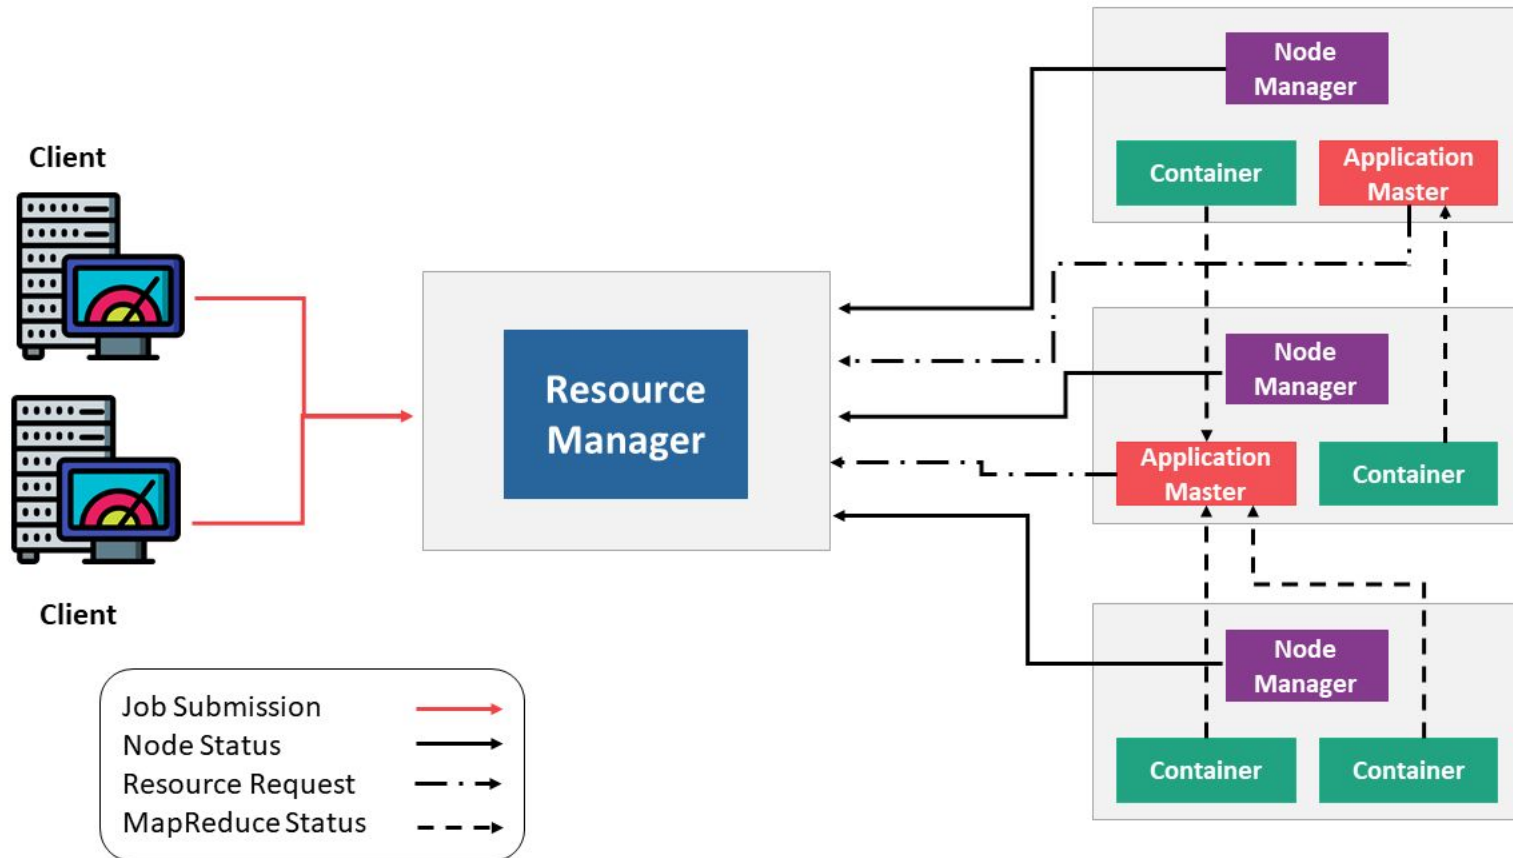 Client
Client
Resource
Manager
Node
Manager
Container
Application
Master
Node
Manager
Application
Master
Container
Node
Manager
Container
Container
Job Submission
Node Status
Resource Request
MapReduce Status